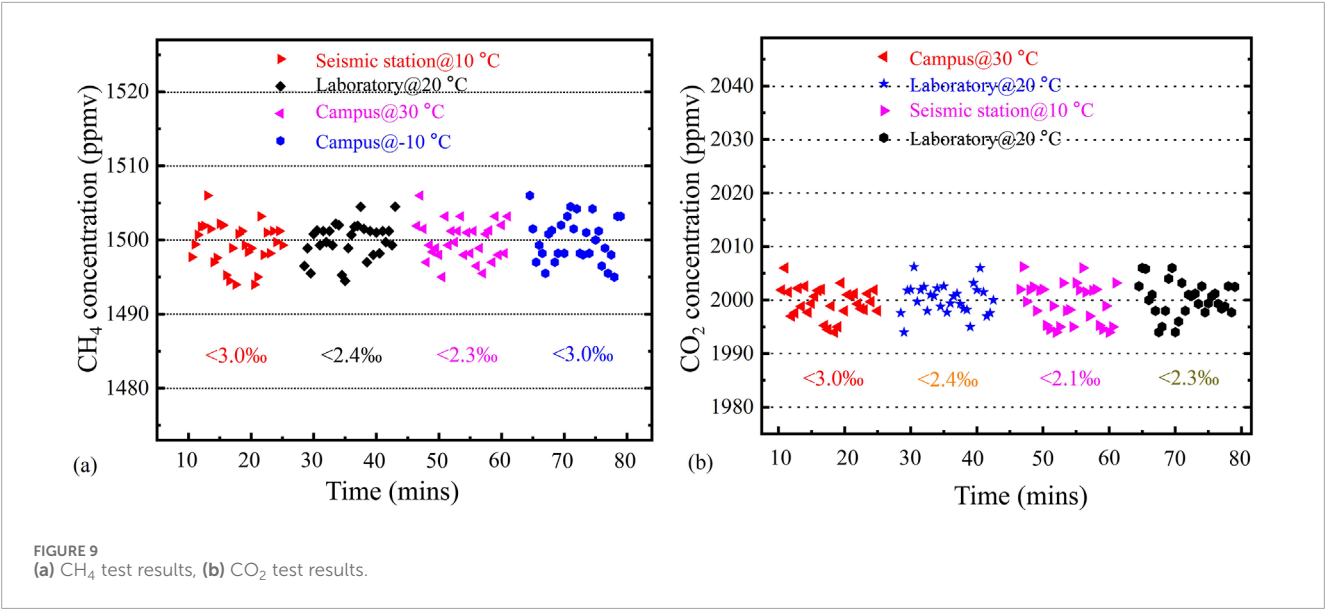 Seismic station@10 °C
Laboratory@20 °C
Campus@30 °C
Campus@-10 °C
CH4 concentration (ppmv)
1520
1510
1500
1490
1480
<3.0‰ <2.4‰ <2.3‰ <3.0‰
10 20 30 40 50 60 70 80
Time (mins)
(a)
Campus@30 °C
Laboratory@20 °C
Seismic station@10 °C
Laboratory@20 °C
CO2 concentration (ppmv)
2040
2030
2020
2010
2000
1990
1980
<3.0‰ <2.4‰ <2.1‰ <2.3‰
10 20 30 40 50 60 70 80
Time (mins)
(b)
FIGURE 9
(a) CH4 test results, (b) CO2 test results.